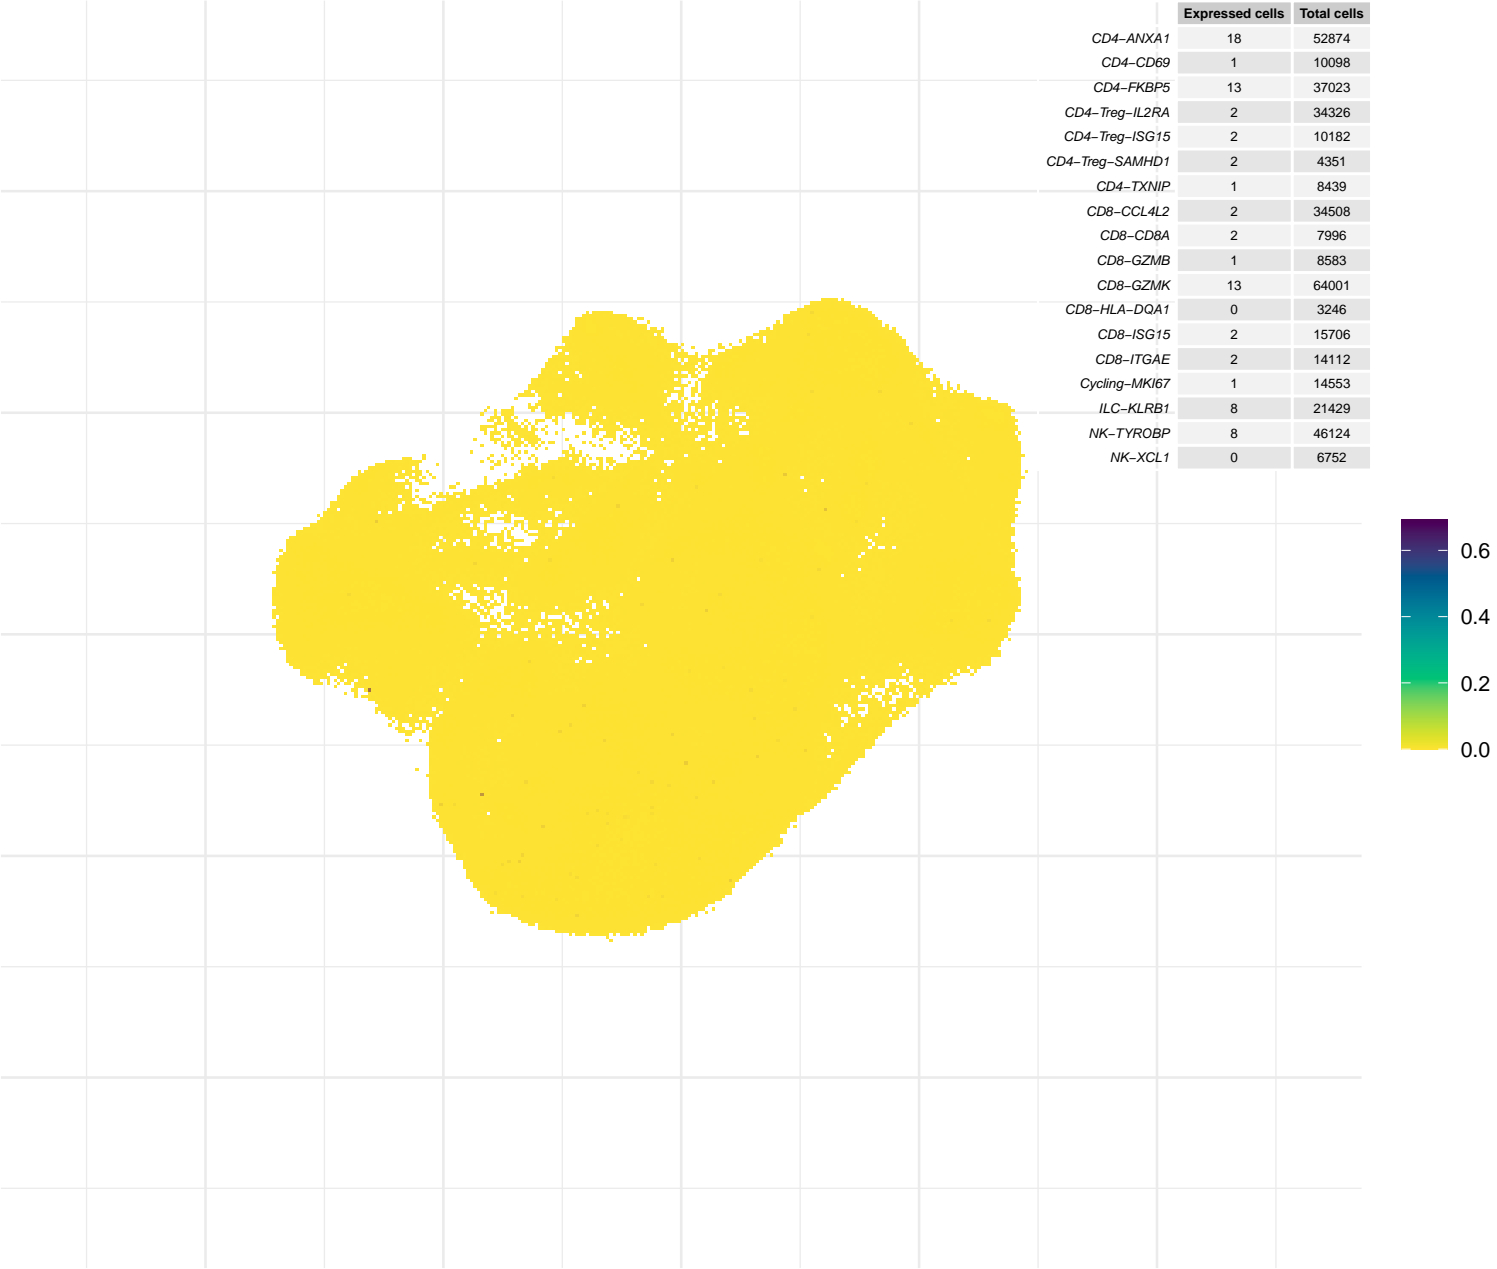 Expressed cells Total cells
CD4−ANXA1 18 52874
CD4−CD69 1 10098
CD4−FKBP5 13 37023
CD4−Treg−IL2RA 2 34326
CD4−Treg−ISG15 2 10182
CD4−Treg−SAMHD1 2 4351
CD4−TXNIP 1 8439
CD8−CCL4L2 2 34508
CD8−CD8A 2 7996
CD8−GZMB 1 8583
CD8−GZMK 13 64001
CD8−HLA−DQA1 0 3246
CD8−ISG15 2 15706
CD8−ITGAE 2 14112
Cycling−MKI67 1 14553
ILC−KLRB1 8 21429
NK−TYROBP 8 46124
NK−XCL1 0 6752
0.6
0.4
0.2
0.0